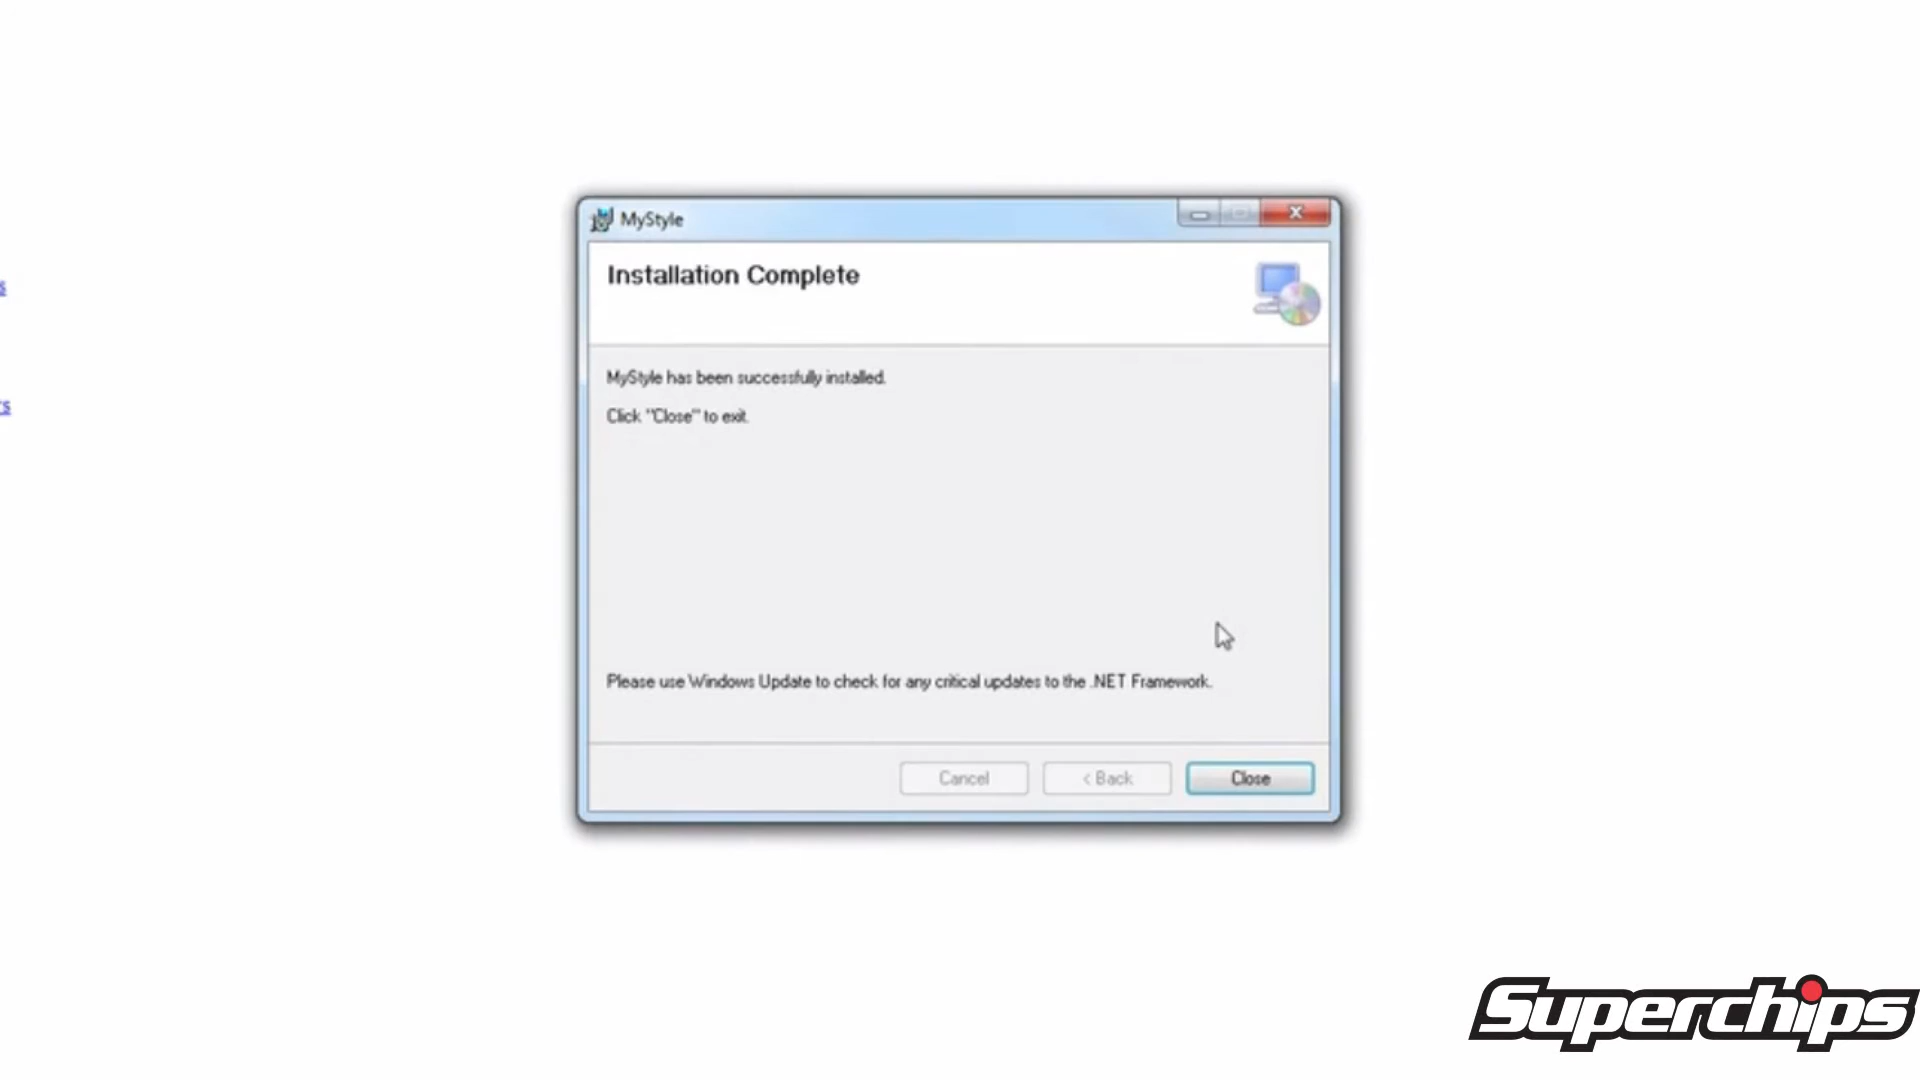 MyStyle
Installation Complete
MyStyle has been successfully installed.
Click "Close" to exit.
Please use Windows Update to check for any critical updates to the .NET Framework.
Cancel
< Back
Close
Superchips